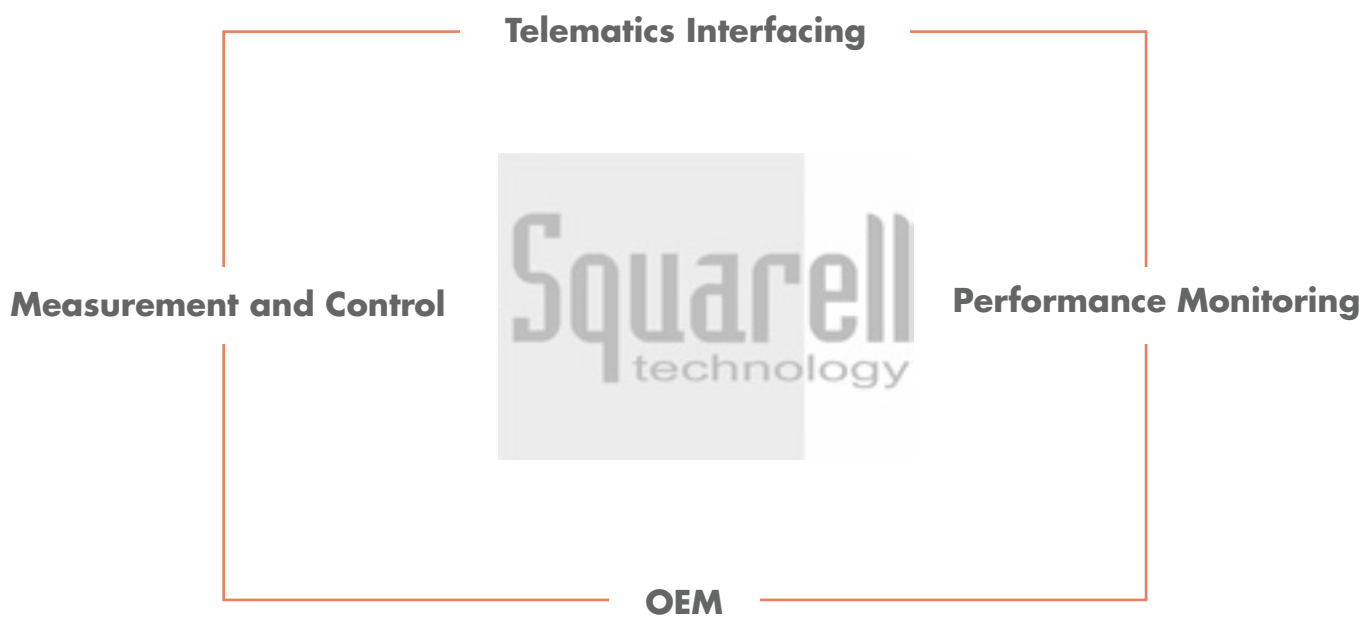 Telematics Interfacing
Measurement and Control
Squarell
technology
Performance Monitoring
OEM